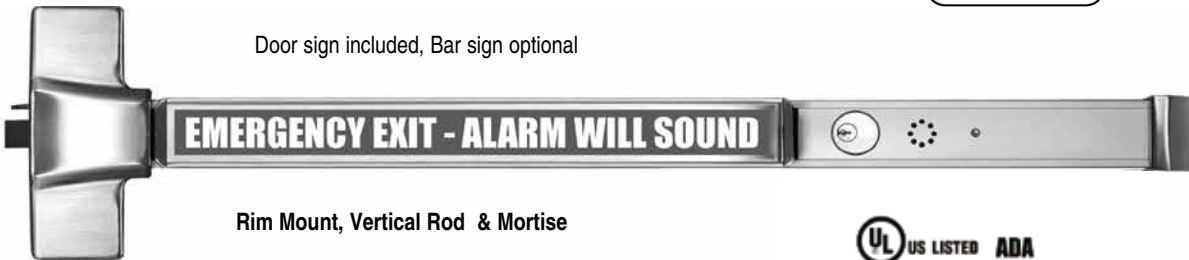 Door sign included, Bar sign optional
EMERGENCY EXIT - ALARM WILL SOUND
Rim Mount, Vertical Rod & Mortise
UL US LISTED ADA